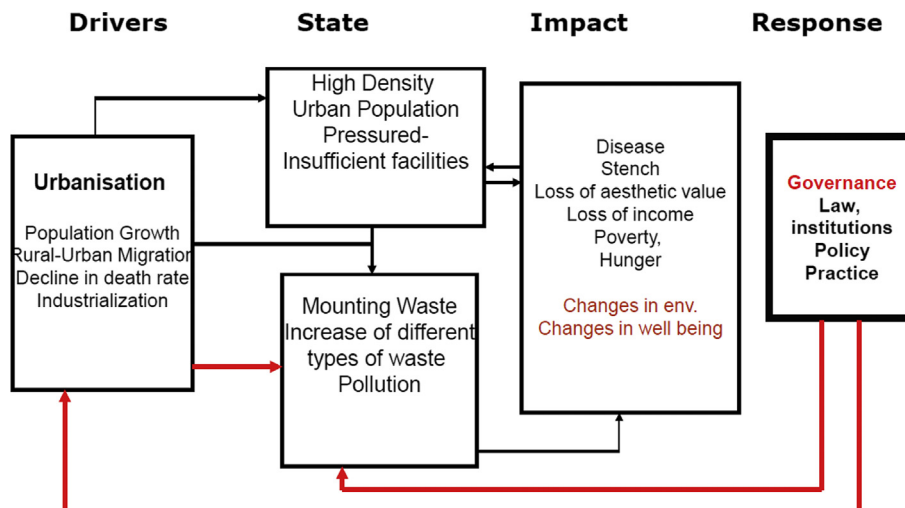 Drivers
State
Impact
Response
Urbanisation
Population Growth
Rural-Urban Migration
Decline in death rate
Industrialization
High Density
Urban Population
Pressured-
Insufficient facilities
Mounting Waste
Increase of different
types of waste
Pollution
Disease
Stench
Loss of aesthetic value
Loss of income
Poverty,
Hunger
Changes in env.
Changes in well being
Governance
Law,
institutions
Policy
Practice